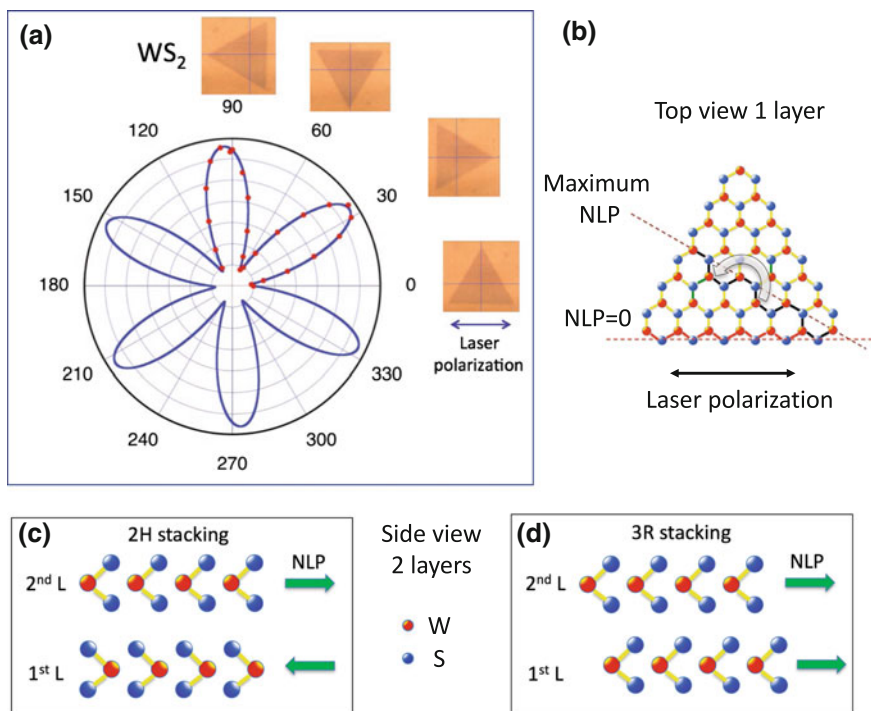 (a)
WS2
90
120
60
150
30
180
0
210
330
240
300
270
Laser
polarization
(b)
Top view 1 layer
Maximum
NLP
NLP=0
Laser polarization
(c)
2H stacking
2nd L
NLP
1st L
Side view
2 layers
W
S
(d)
3R stacking
2nd L
NLP
1st L